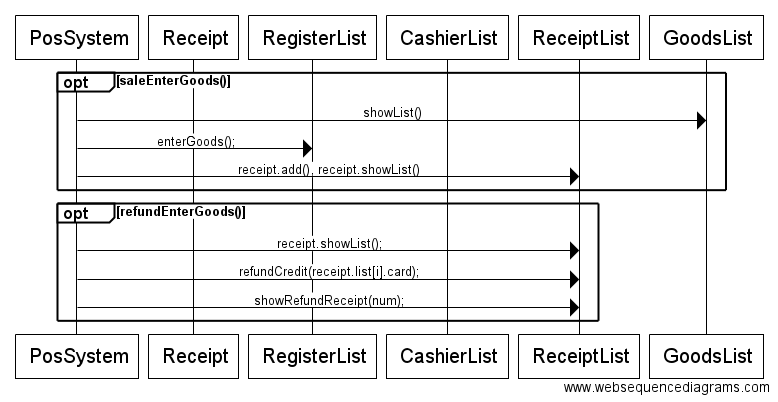 PosSystem Receipt RegisterList CashierList ReceiptList GoodsList
opt [saleEnterGoods()]
showList()
enterGoods();
receipt.add(), receipt.showList()
opt [refundEnterGoods()]
receipt.showList();
refundCredit(receipt.list[i].card);
showRefundReceipt(num);
PosSystem Receipt RegisterList CashierList ReceiptList GoodsList
www.websequencediagrams.com